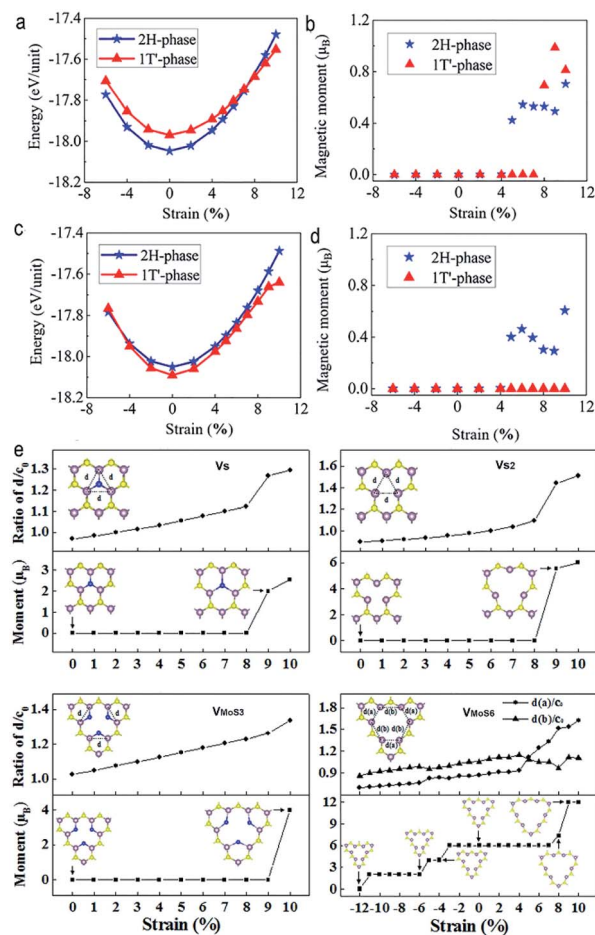 a
b
-17.4
-17.6
-17.8
-18.0
-18.2
Energy (eV/unit)
2H-phase
1T'-phase
-8 -4 0 4 8 12
Strain (%)
1.2
0.8
0.4
0.0
Magnetic moment (μB)
2H-phase
1T'-phase
-8 -4 0 4 8 12
Strain (%)
c
d
-17.4
-17.6
-17.8
-18.0
-18.2
Energy (eV/unit)
2H-phase
1T'-phase
-8 -4 0 4 8 12
Strain (%)
1.2
0.8
0.4
0.0
Magnetic moment (μB)
2H-phase
1T'-phase
-8 -4 0 4 8 12
Strain (%)
e
Ratio of d/c0
1.3
1.2
1.1
1.0
d d
d
Vs
Moment (μB)
3
2
1
0
0 1 2 3 4 5 6 7 8 9 10
1.6
1.4
1.2
1.0
d d
d
Vs2
6
4
2
0
0 1 2 3 4 5 6 7 8 9 10
Ratio of d/c0
1.4
1.2
1.0
d d
d
VMoS3
Moment (μB)
4
3
2
1
0
0 1 2 3 4 5 6 7 8 9 10
Strain (%)
1.8
1.5
1.2
0.9
d(b)
d(a) d(a)
d(b) d(b)
d(a)
VMoS6
d(a)/c0
d(b)/c0
12
9
6
3
0
-12 -10 -8 -6 -4 -2 0 2 4 6 8 10
Strain (%)